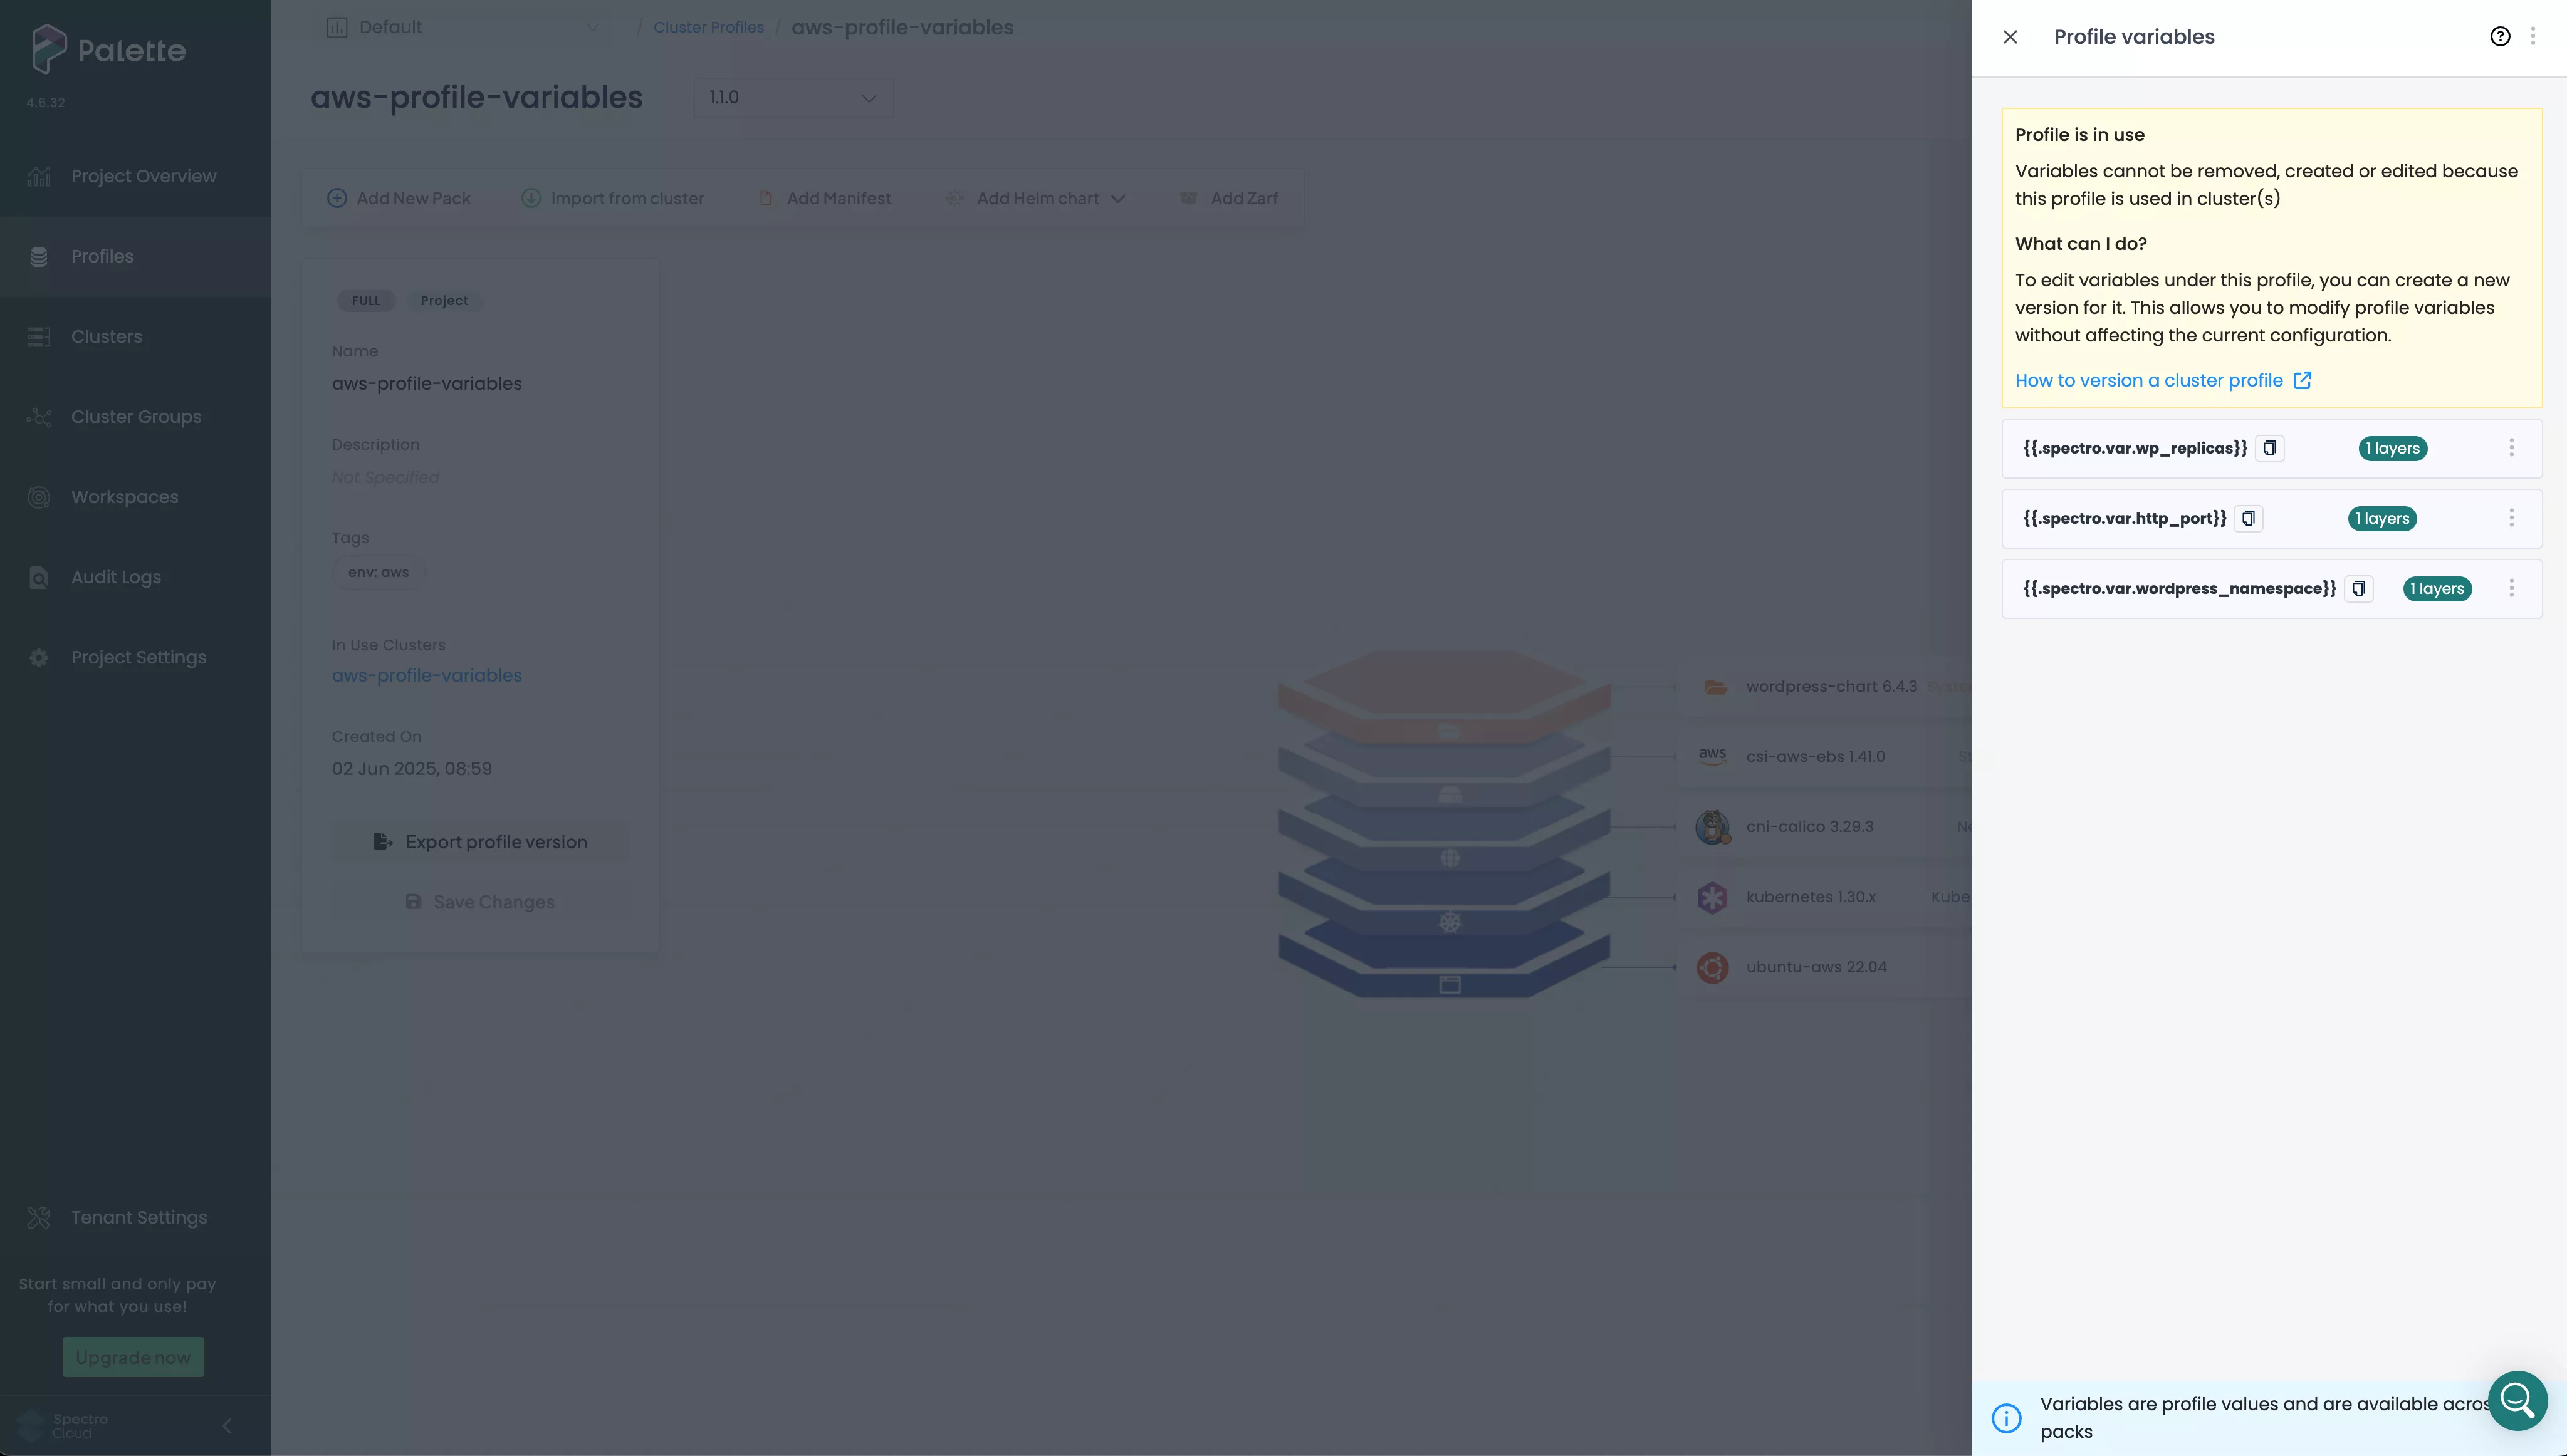 Palette
4.6.32
Project Overview
Profiles
Clusters
Cluster Groups
Workspaces
Audit Logs
Project Settings
Tenant Settings
Start small and only pay
for what you use!
Upgrade now
Spectro
Cloud
Default
/ Cluster Profiles / aws-profile-variables
aws-profile-variables
1.1.0
Add New Pack
Import from cluster
Add Manifest
Add Helm chart
Add Zarf
FULL
Project
Name
aws-profile-variables
Description
Not Specified
Tags
env: aws
In Use Clusters
aws-profile-variables
Created On
02 Jun 2025, 08:59
Export profile version
Save Changes
wordpress-chart 6.4.3
aws
csi-aws-ebs 1.41.0
cni-calico 3.29.3
kubernetes 1.30.x
Kube
ubuntu-aws 22.04
Profile variables
Profile is in use
Variables cannot be removed, created or edited because
this profile is used in cluster(s)
What can I do?
To edit variables under this profile, you can create a new
version for it. This allows you to modify profile variables
without affecting the current configuration.
How to version a cluster profile
{{.spectro.var.wp_replicas}}
1 layers
{{.spectro.var.http_port}}
1 layers
{{.spectro.var.wordpress_namespace}}
1 layers
Variables are profile values and are available acros
packs